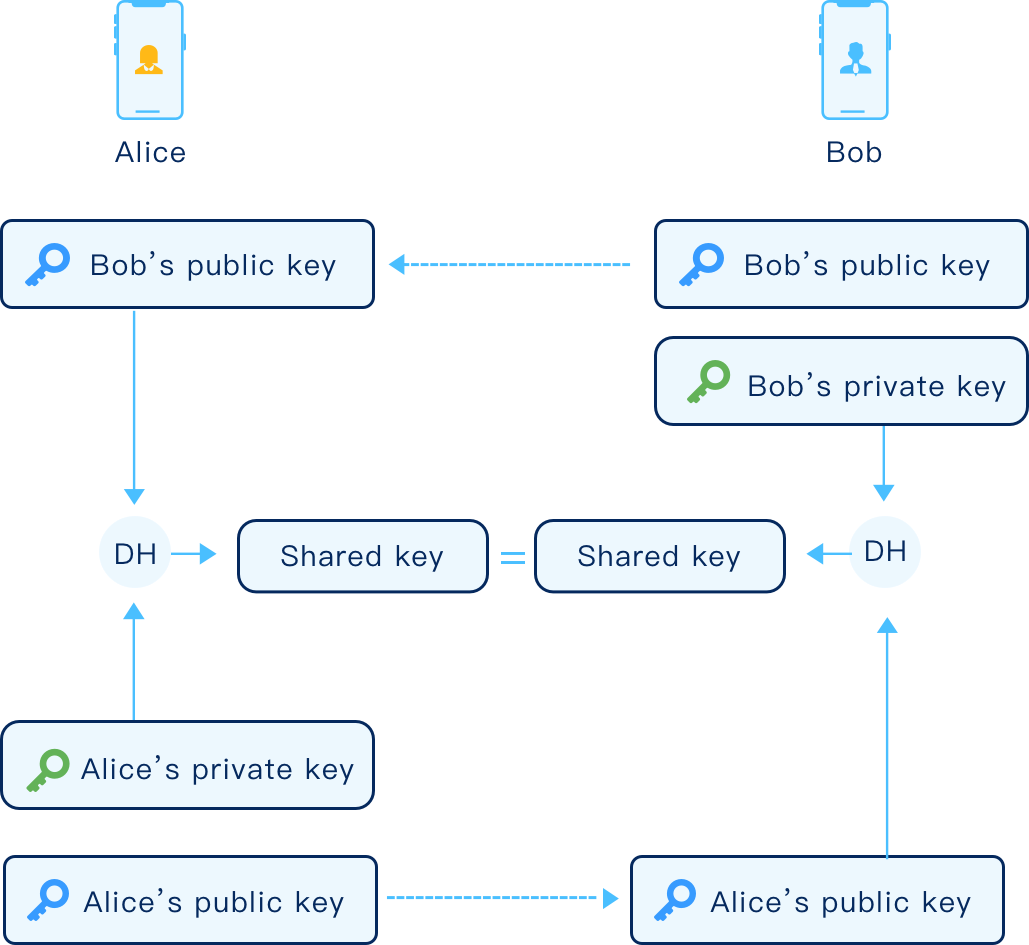 Alice
Bob
Bob’s public key
Bob’s public key
Bob’s private key
DH
Shared key
=
Shared key
DH
Alice’s private key
Alice’s public key
Alice’s public key